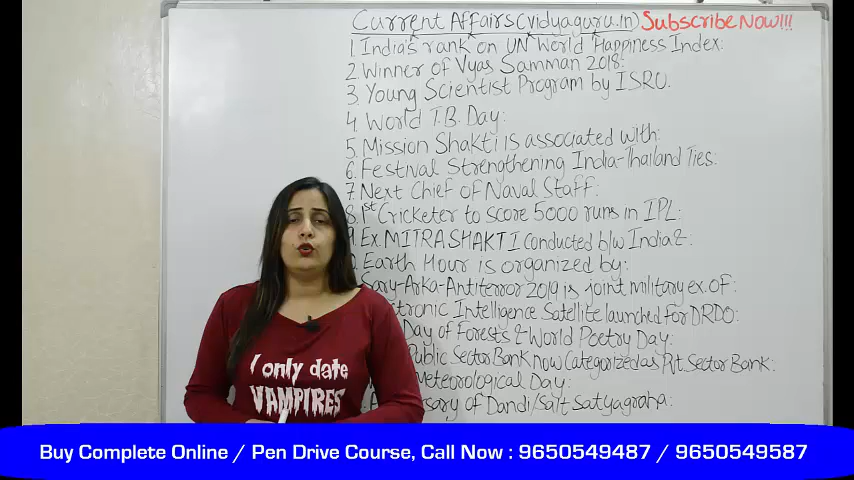 Current Affairs(vidyaguru.in) Subscribe Now!!!
1. India's rank on UN World Happiness Index:
2. Winner of Vyas Samman 2018:
3. Young Scientist Program by ISRO.
4. World T.B. Day:
5. Mission Shakti is associated with:
6. Festival Strengthening India-Thailand Ties:
7. Next Chief of Naval Staff:
8. 1st Cricketer to score 5000 runs in IPL:
9. Ex. MITRA SHAKTI conducted b/w India &:
Earth Hour is organized by:
Sary-Arka-Antiterror 2019 is joint military ex. of:
ctronic Intelligence Satellite launched for DRDO:
Day of Forests & World Poetry Day:
Public Sector Bank now Categorized as Pvt. Sector Bank:
Meteorological Day:
sary of Dandi/Salt Satyagraha:
I only date
VAMPIRES
Buy Complete Online / Pen Drive Course, Call Now : 9650549487 / 9650549587